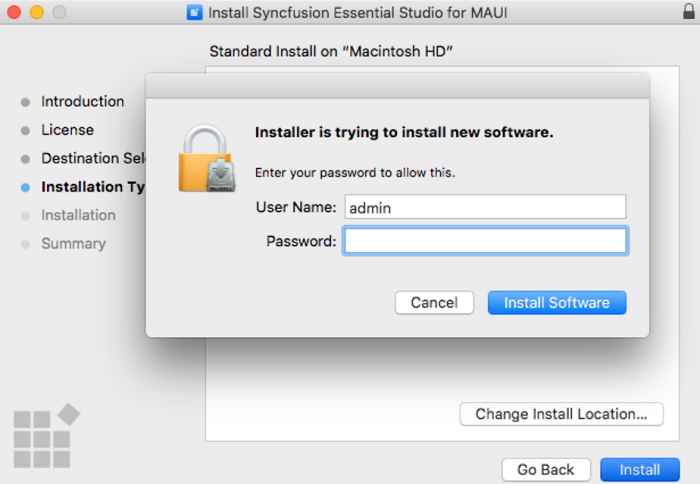 Install Syncfusion Essential Studio for MAUI
Standard Install on “Macintosh HD”
Introduction
License
Destination Sele
Installation Ty
Installation
Summary
Installer is trying to install new software.
Enter your password to allow this.
User Name: admin
Password:
Cancel Install Software
Change Install Location...
Go Back Install